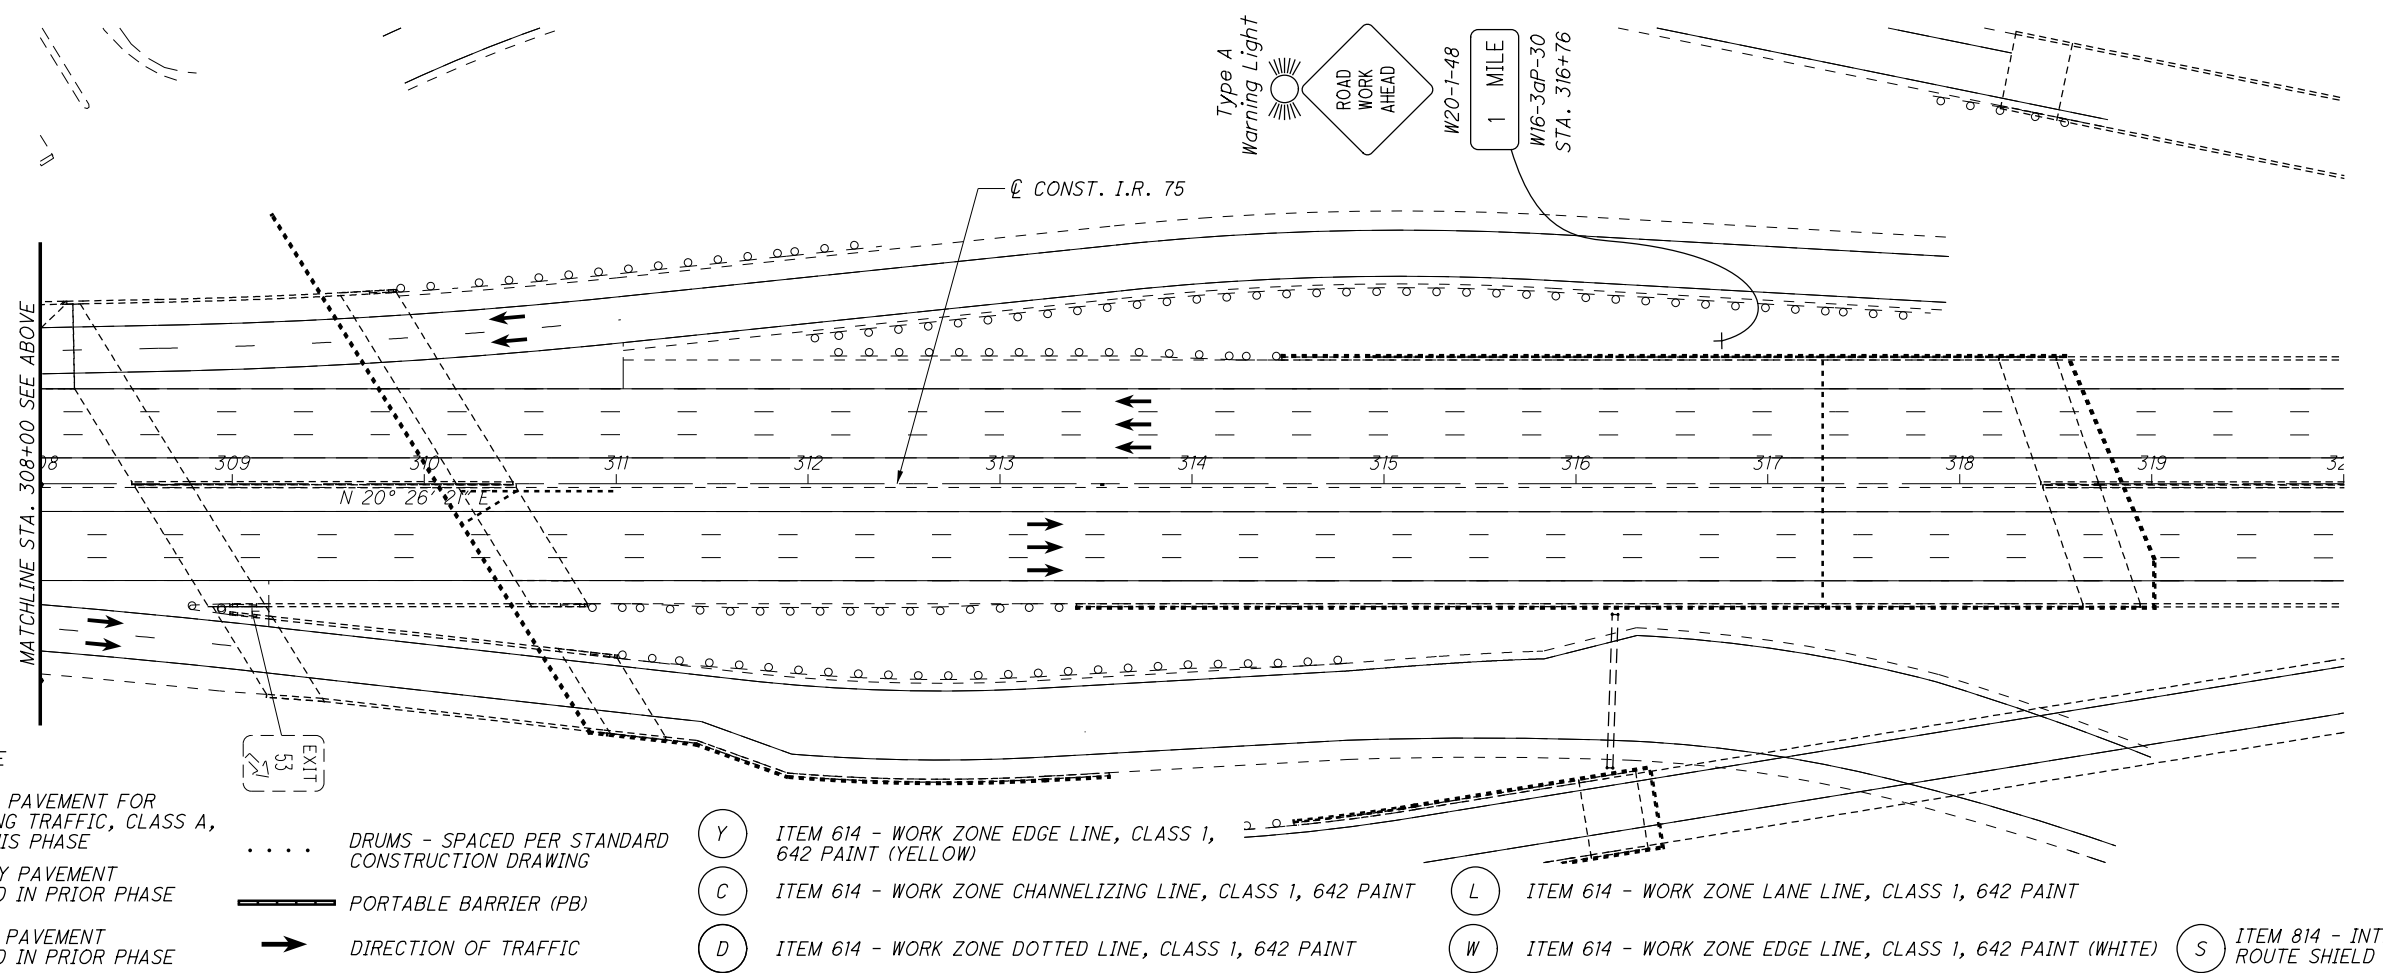 Type A
Warning Light
ROAD
WORK
AHEAD
W20-1-48
1 MILE
W16-3aP-30
STA. 316+76
℄ CONST. I.R. 75
MATCHLINE STA. 308+00 SEE ABOVE
08
309
310
311
312
313
314
315
316
317
318
319
32
N 20° 26' 21" E
EXIT
53
E
PAVEMENT FOR
NG TRAFFIC, CLASS A,
IS PHASE
Y PAVEMENT
D IN PRIOR PHASE
PAVEMENT
D IN PRIOR PHASE
DRUMS - SPACED PER STANDARD
CONSTRUCTION DRAWING
PORTABLE BARRIER (PB)
DIRECTION OF TRAFFIC
Y ITEM 614 - WORK ZONE EDGE LINE, CLASS 1,
642 PAINT (YELLOW)
C ITEM 614 - WORK ZONE CHANNELIZING LINE, CLASS 1, 642 PAINT
D ITEM 614 - WORK ZONE DOTTED LINE, CLASS 1, 642 PAINT
L ITEM 614 - WORK ZONE LANE LINE, CLASS 1, 642 PAINT
W ITEM 614 - WORK ZONE EDGE LINE, CLASS 1, 642 PAINT (WHITE)
S ITEM 814 - INT
ROUTE SHIELD